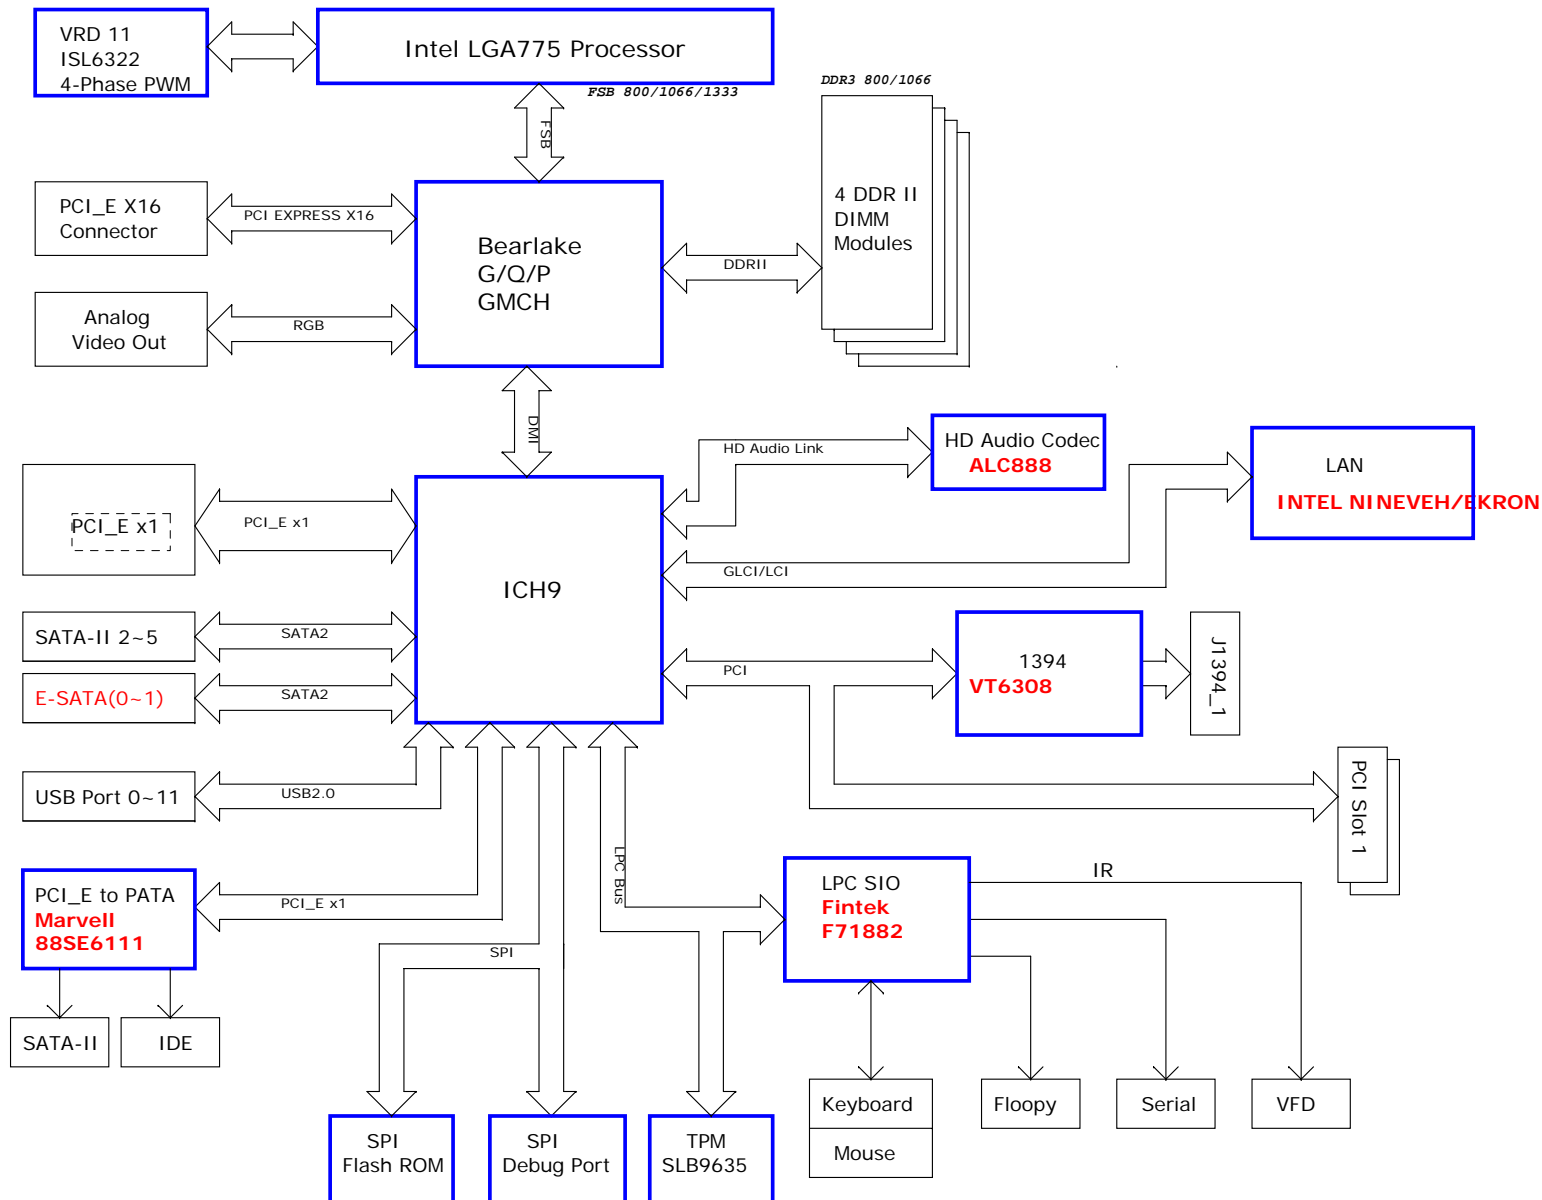 VRD 11
ISL6322
4-Phase PWM
Intel LGA775 Processor
FSB 800/1066/1333
FSB
DDR3 800/1066
4 DDR II
DIMM
Modules
PCI_E X16
Connector
PCI EXPRESS X16
Bearlake
G/Q/P
GMCH
DDRII
Analog
Video Out
RGB
DMI
HD Audio Link
HD Audio Codec
ALC888
LAN
INTEL NINEVEH/EKRON
PCI_E x1
PCI_E x1
ICH9
GLCI/LCI
SATA-II 2~5
SATA2
E-SATA(0~1)
SATA2
PCI
1394
VT6308
J1394_1
USB Port 0~11
USB2.0
PCI Slot 1
PCI_E to PATA
Marvell
88SE6111
PCI_E x1
SPI
LPC Bus
LPC SIO
Fintek
F71882
IR
SATA-II
IDE
Keyboard
Mouse
Floopy
Serial
VFD
SPI
Flash ROM
SPI
Debug Port
TPM
SLB9635